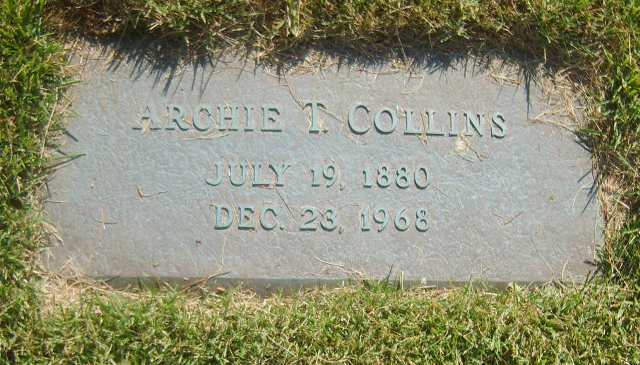 ARCHIE T. COLLINS
JULY 19, 1880
DEC. 23, 1968